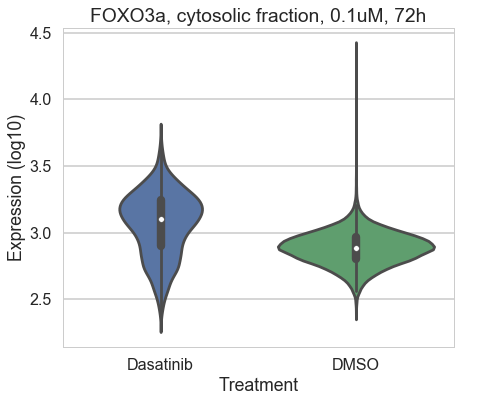 FOXO3a, cytosolic fraction, 0.1uM, 72h
4.5
4.0
3.5
3.0
2.5
Expression (log10)
Dasatinib
DMSO
Treatment